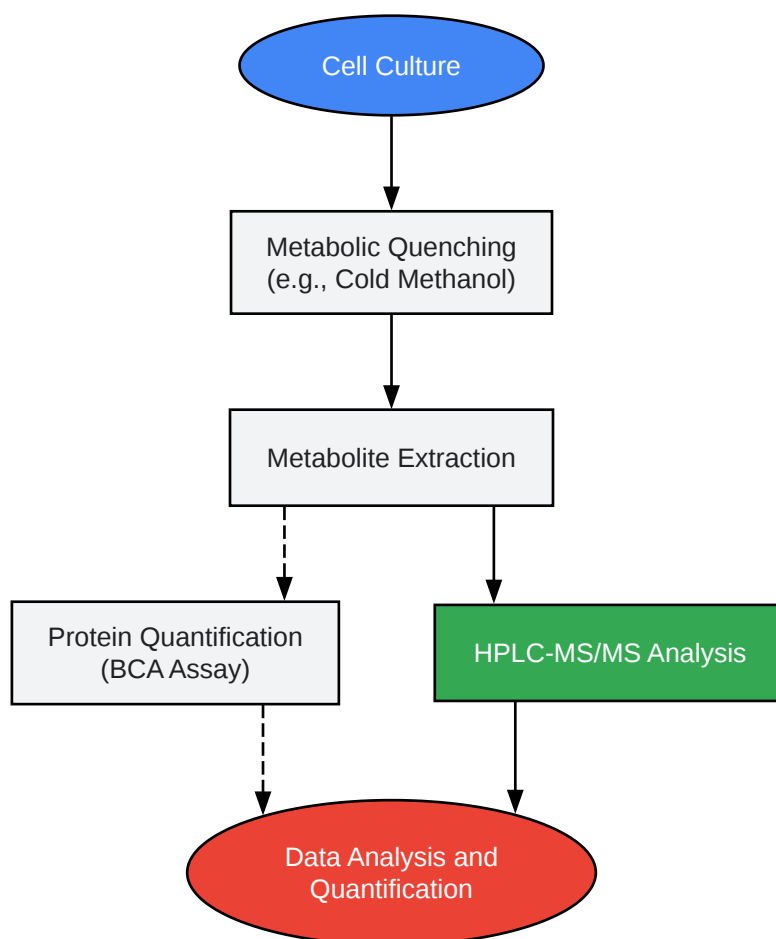 Cell Culture
Metabolic Quenching
(e.g., Cold Methanol)
Metabolite Extraction
Protein Quantification
(BCA Assay)
HPLC-MS/MS Analysis
Data Analysis and
Quantification